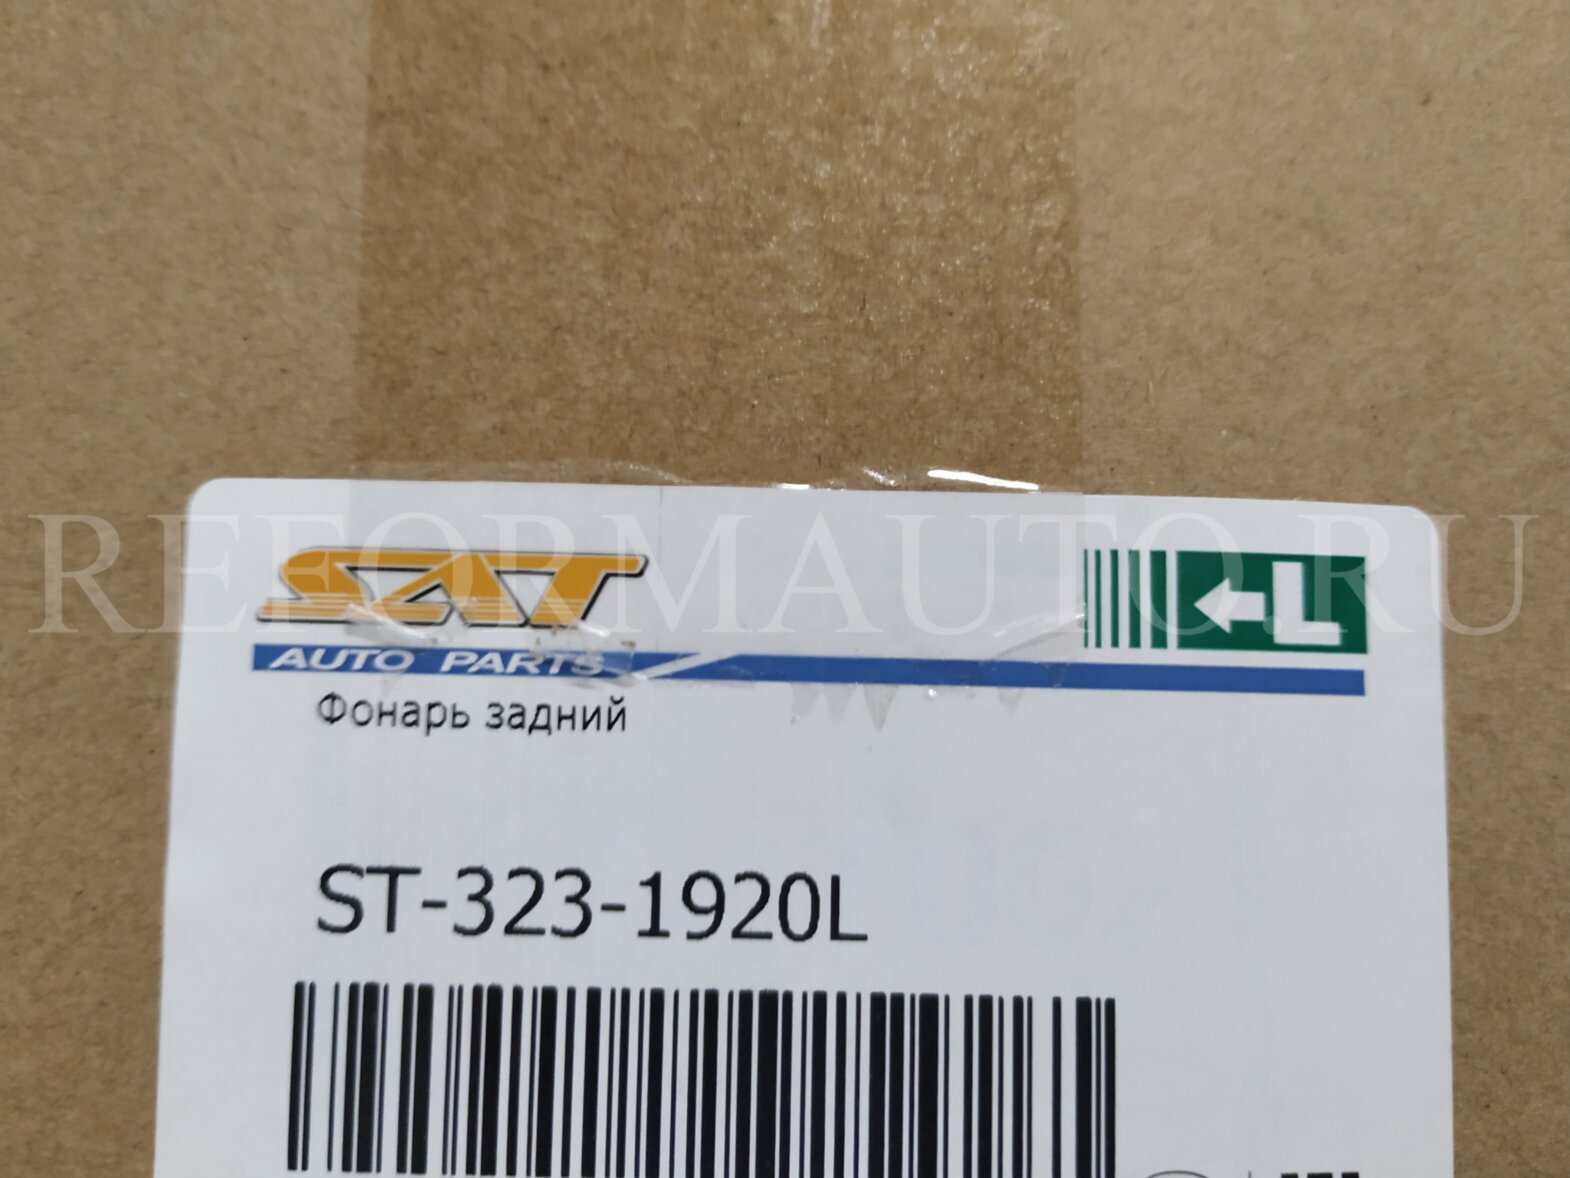 SAT
L
AUTO PARTS
Фонарь задний
ST-323-1920L
REFORMAUTO.RU